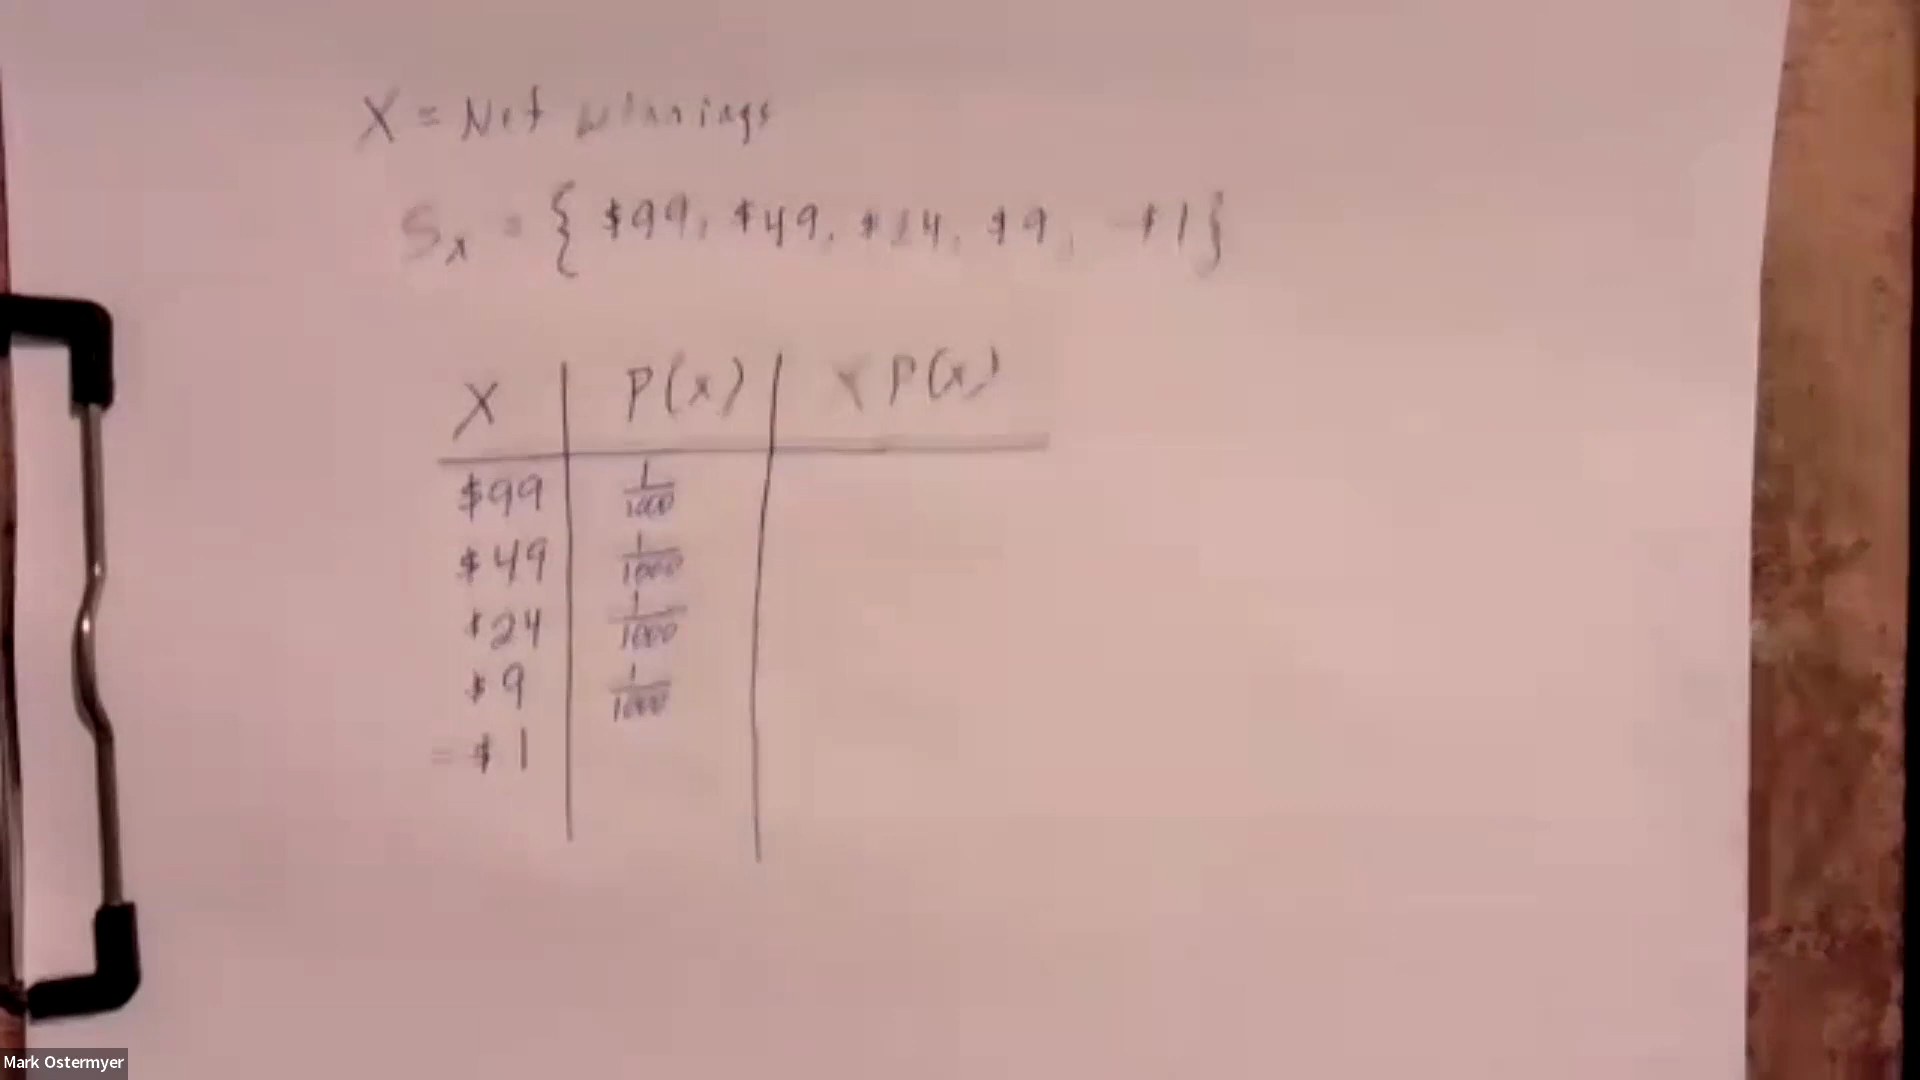 X = Net winnings
Sx = { $99, $49, $24, $9, -$1}
X | P(x) | X P(x)
$99 | 1/1000
$49 | 1/1000
$24 | 1/1000
$9 | 1/1000
-$1
Mark Ostermyer